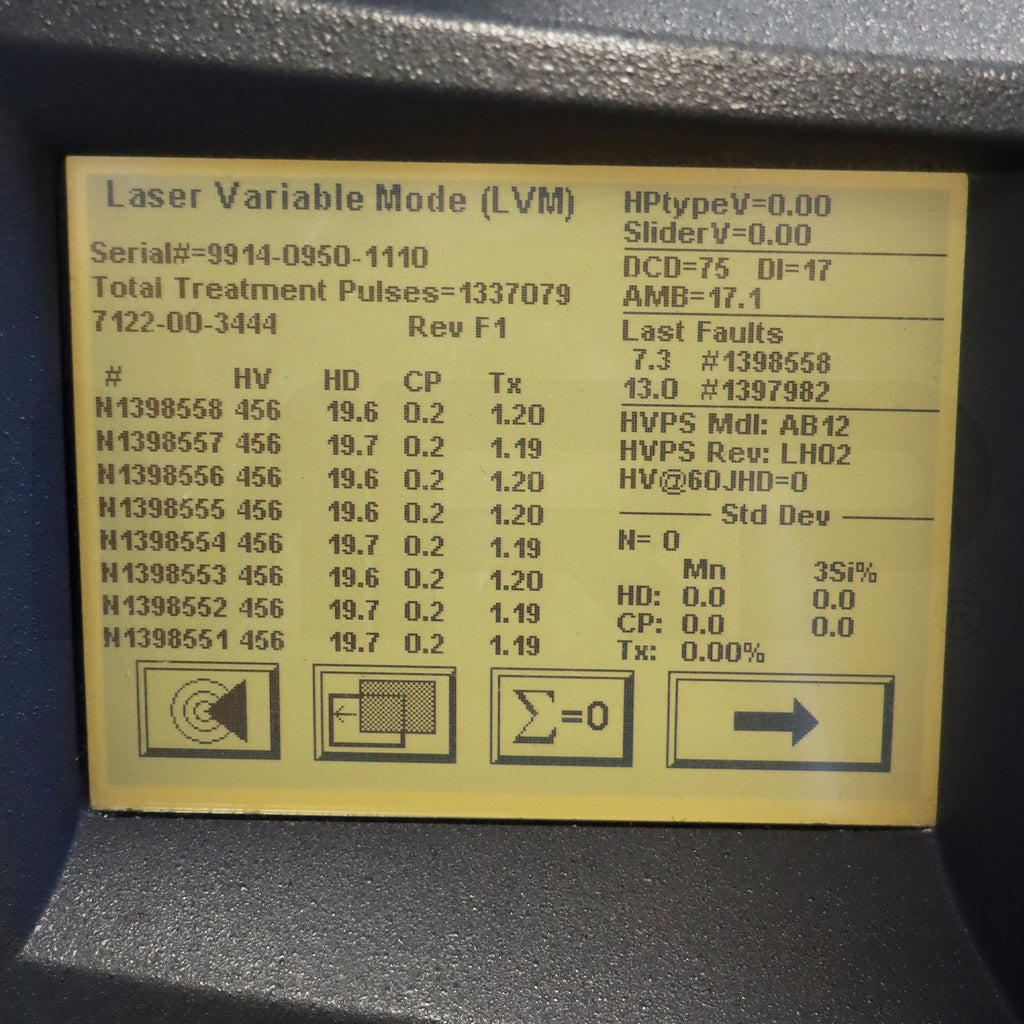 Laser Variable Mode (LVM)
Serial#=9914-0950-1110
Total Treatment Pulses=1337079
7122-00-3444 Rev F1
# HV HD CP Tx
N1398558 456 19.6 0.2 1.20
N1398557 456 19.7 0.2 1.19
N1398556 456 19.6 0.2 1.20
N1398555 456 19.6 0.2 1.20
N1398554 456 19.7 0.2 1.19
N1398553 456 19.6 0.2 1.20
N1398552 456 19.7 0.2 1.19
N1398551 456 19.7 0.2 1.19
HPtypeV=0.00
SliderV=0.00
DCD=75 DI=17
AMB=17.1
Last Faults
7.3 #1398558
13.0 #1397982
HVPS Mdl: AB12
HVPS Rev: LH02
HV@60JHD=0
Std Dev
N= 0
Mn 3Si%
HD: 0.0 0.0
CP: 0.0 0.0
Tx: 0.00%
∑=0